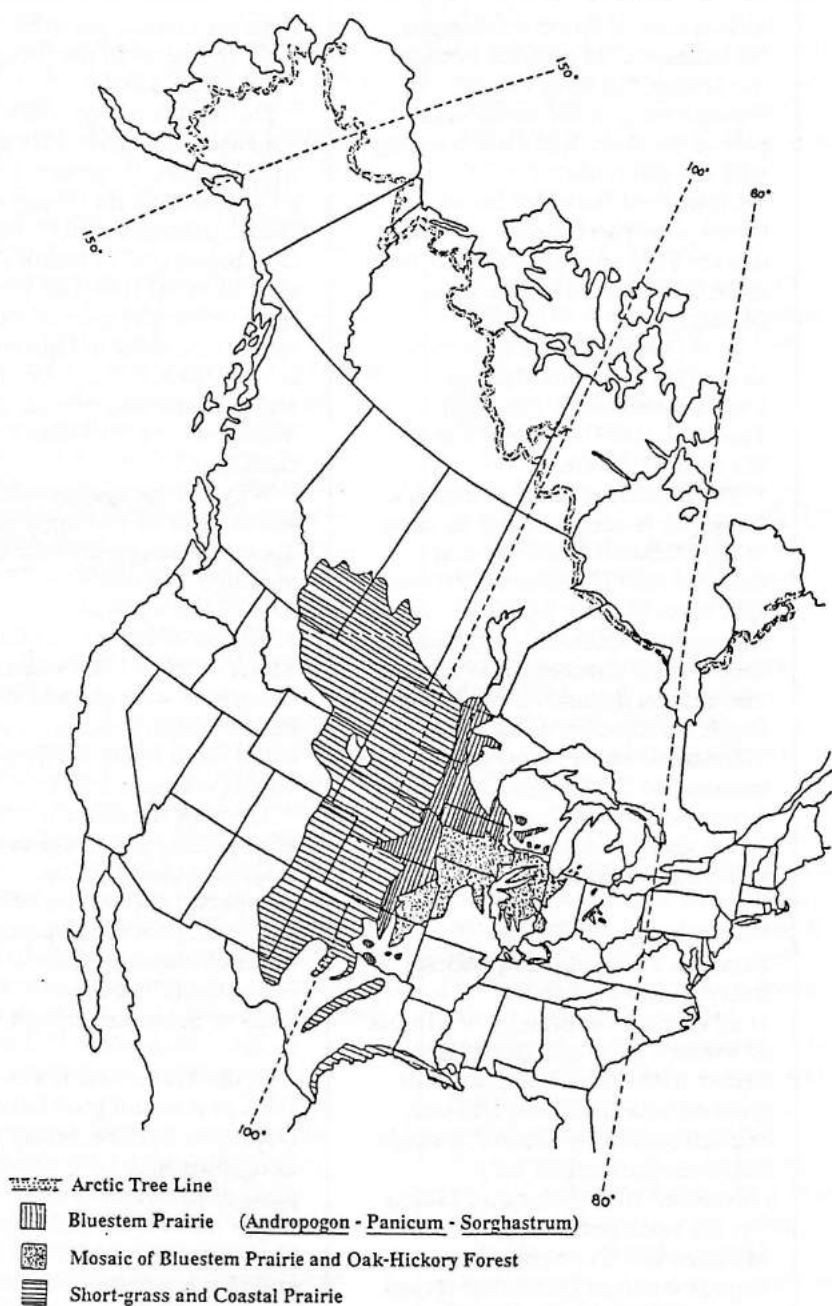 150°
100°
80°
150°
100°
80°
Arctic Tree Line
Bluestem Prairie (Andropogon - Panicum - Sorghastrum)
Mosaic of Bluestem Prairie and Oak-Hickory Forest
Short-grass and Coastal Prairie